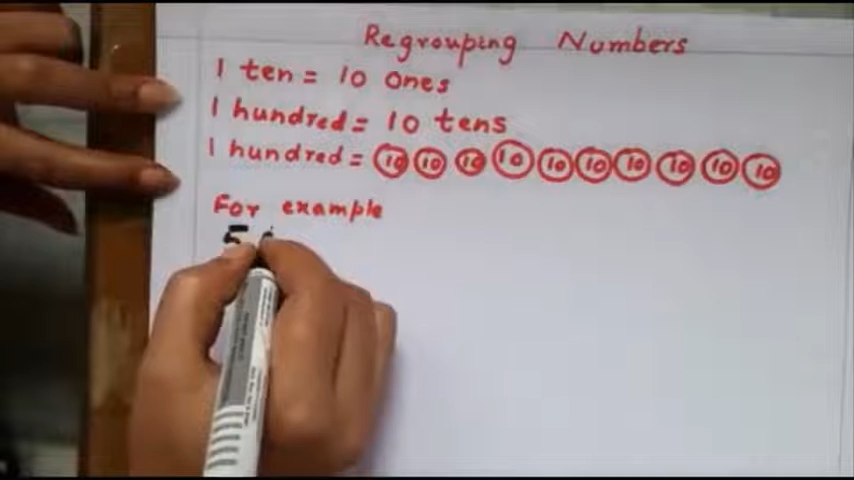 Regrouping Numbers
1 ten = 10 Ones
1 hundred = 10 tens
1 hundred = 10 10 10 10 10 10 10 10 10 10
For example
5